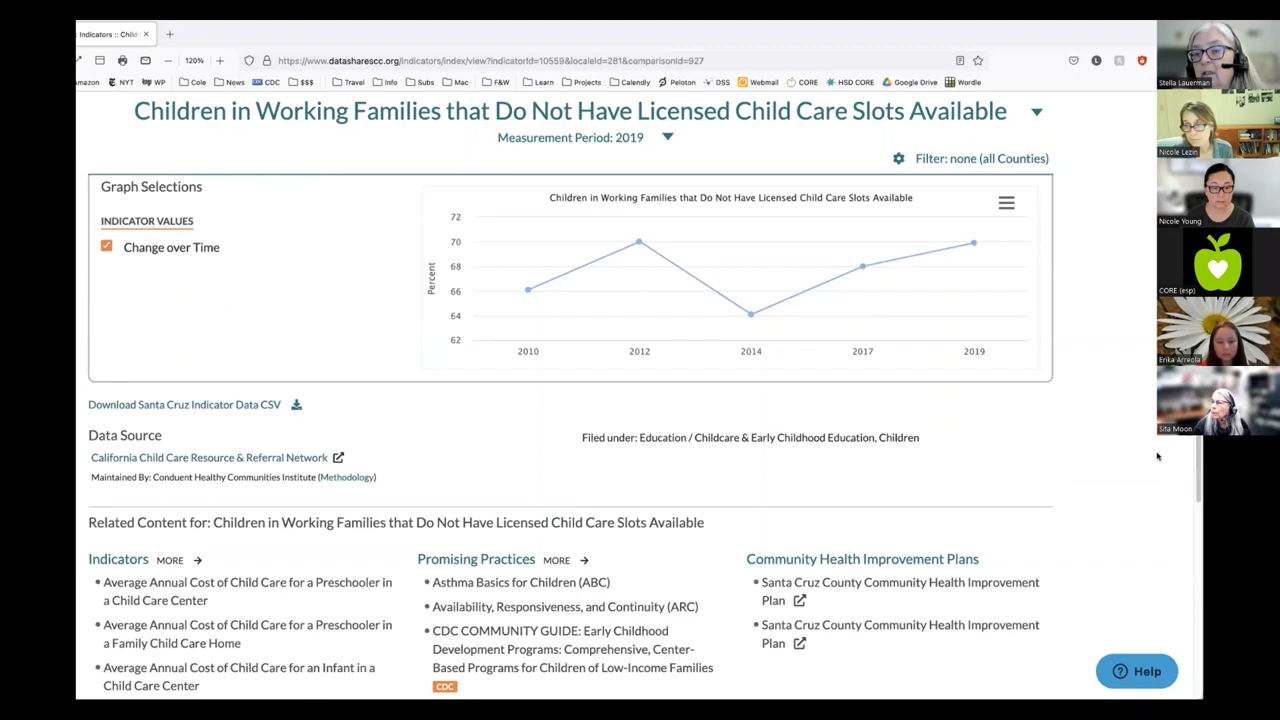 : Indicators :: Child
120%
https://www.datasharescc.org/indicators/index/view?indicatorId=10559&localeId=281&comparisonId=927
amazon NYT WP Cole News CDC $$$ Travel Info Subs Mac F&W Learn Projects Calendly Peloton DSS Webmail CORE HSD CORE Google Drive Wordle
Children in Working Families that Do Not Have Licensed Child Care Slots Available
Measurement Period: 2019
Filter: none (all Counties)
Graph Selections
INDICATOR VALUES
Change over Time
Children in Working Families that Do Not Have Licensed Child Care Slots Available
72
70
68
66
64
62
Percent
2010 2012 2014 2017 2019
Download Santa Cruz Indicator Data CSV
Data Source
Filed under: Education / Childcare & Early Childhood Education, Children
California Child Care Resource & Referral Network
Maintained By: Conduent Healthy Communities Institute (Methodology)
Related Content for: Children in Working Families that Do Not Have Licensed Child Care Slots Available
Indicators MORE
Average Annual Cost of Child Care for a Preschooler in
a Child Care Center
Average Annual Cost of Child Care for a Preschooler in
a Family Child Care Home
Average Annual Cost of Child Care for an Infant in a
Child Care Center
Promising Practices MORE
Asthma Basics for Children (ABC)
Availability, Responsiveness, and Continuity (ARC)
CDC COMMUNITY GUIDE: Early Childhood
Development Programs: Comprehensive, Center-
Based Programs for Children of Low-Income Families
CDC
Community Health Improvement Plans
Santa Cruz County Community Health Improvement
Plan
Santa Cruz County Community Health Improvement
Plan
Help
Stella Lauerman
Nicole Lezin
Nicole Young
CORE (esp)
Erika Arreola
Sita Moon